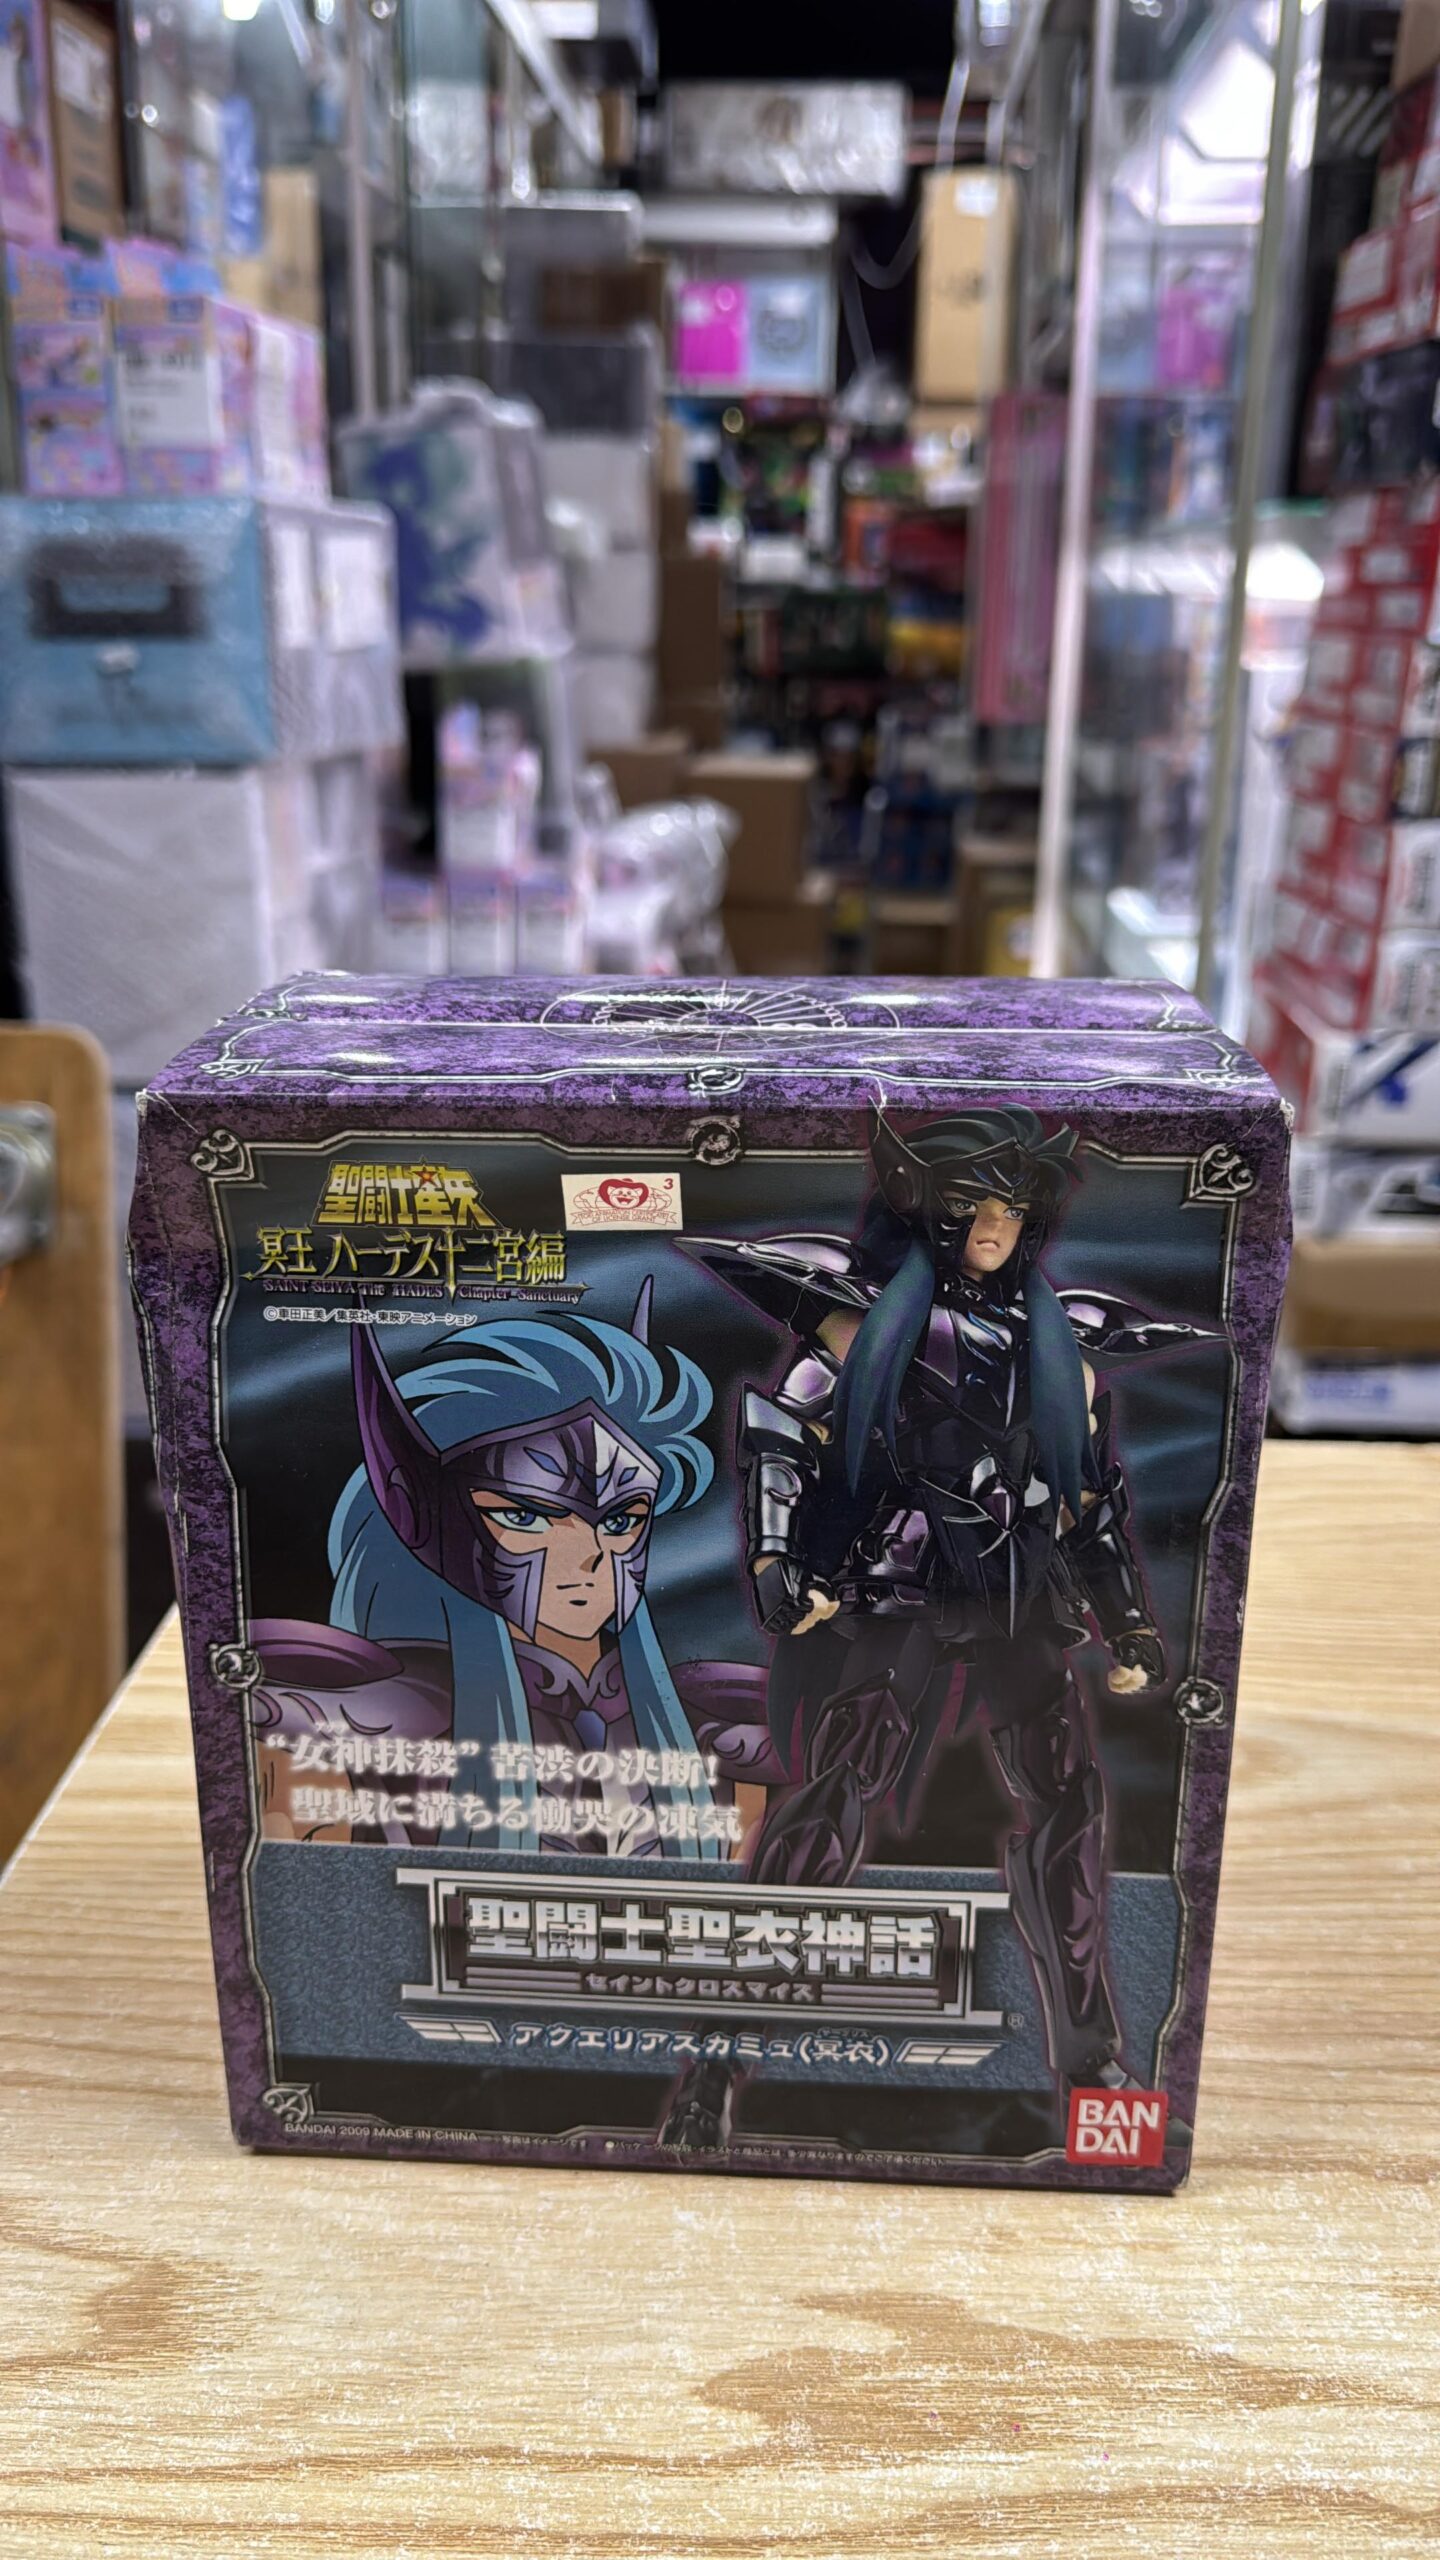 聖闘士星矢
冥王 ハーデス十二宮編
SAINT SEIYA THE HADES Chapter-Sanctuary
©車田正美／集英社・東映アニメーション
3
“女神抹殺”苦渋の決断!
聖域に満ちる慟哭の凍気
聖闘士聖衣神話
セイントクロスマイス
®
アクエリアスカミュ(冥衣)
BANDAI 2009 MADE IN CHINA
BAN
DAI